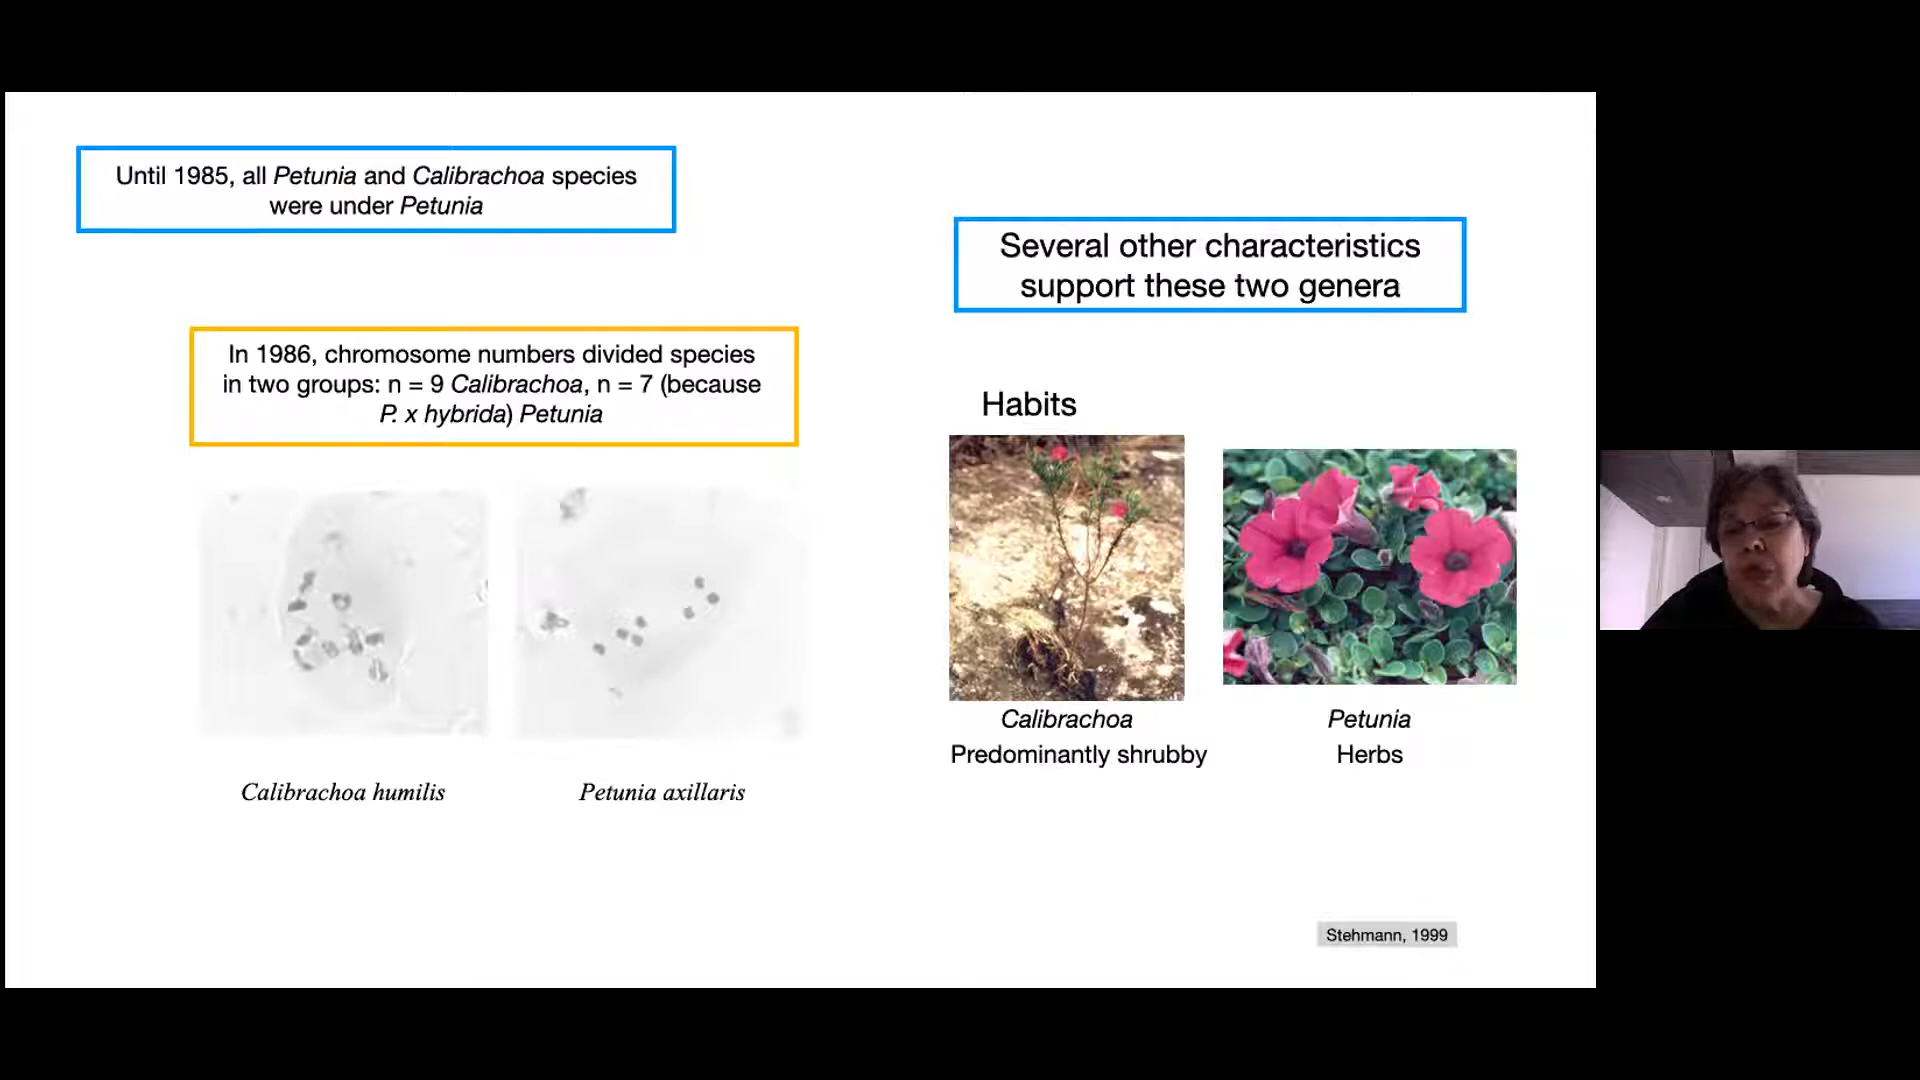 Until 1985, all Petunia and Calibrachoa species
were under Petunia
In 1986, chromosome numbers divided species
in two groups: n = 9 Calibrachoa, n = 7 (because
P. x hybrida) Petunia
Calibrachoa humilis
Petunia axillaris
Several other characteristics
support these two genera
Habits
Calibrachoa
Predominantly shrubby
Petunia
Herbs
Stehmann, 1999